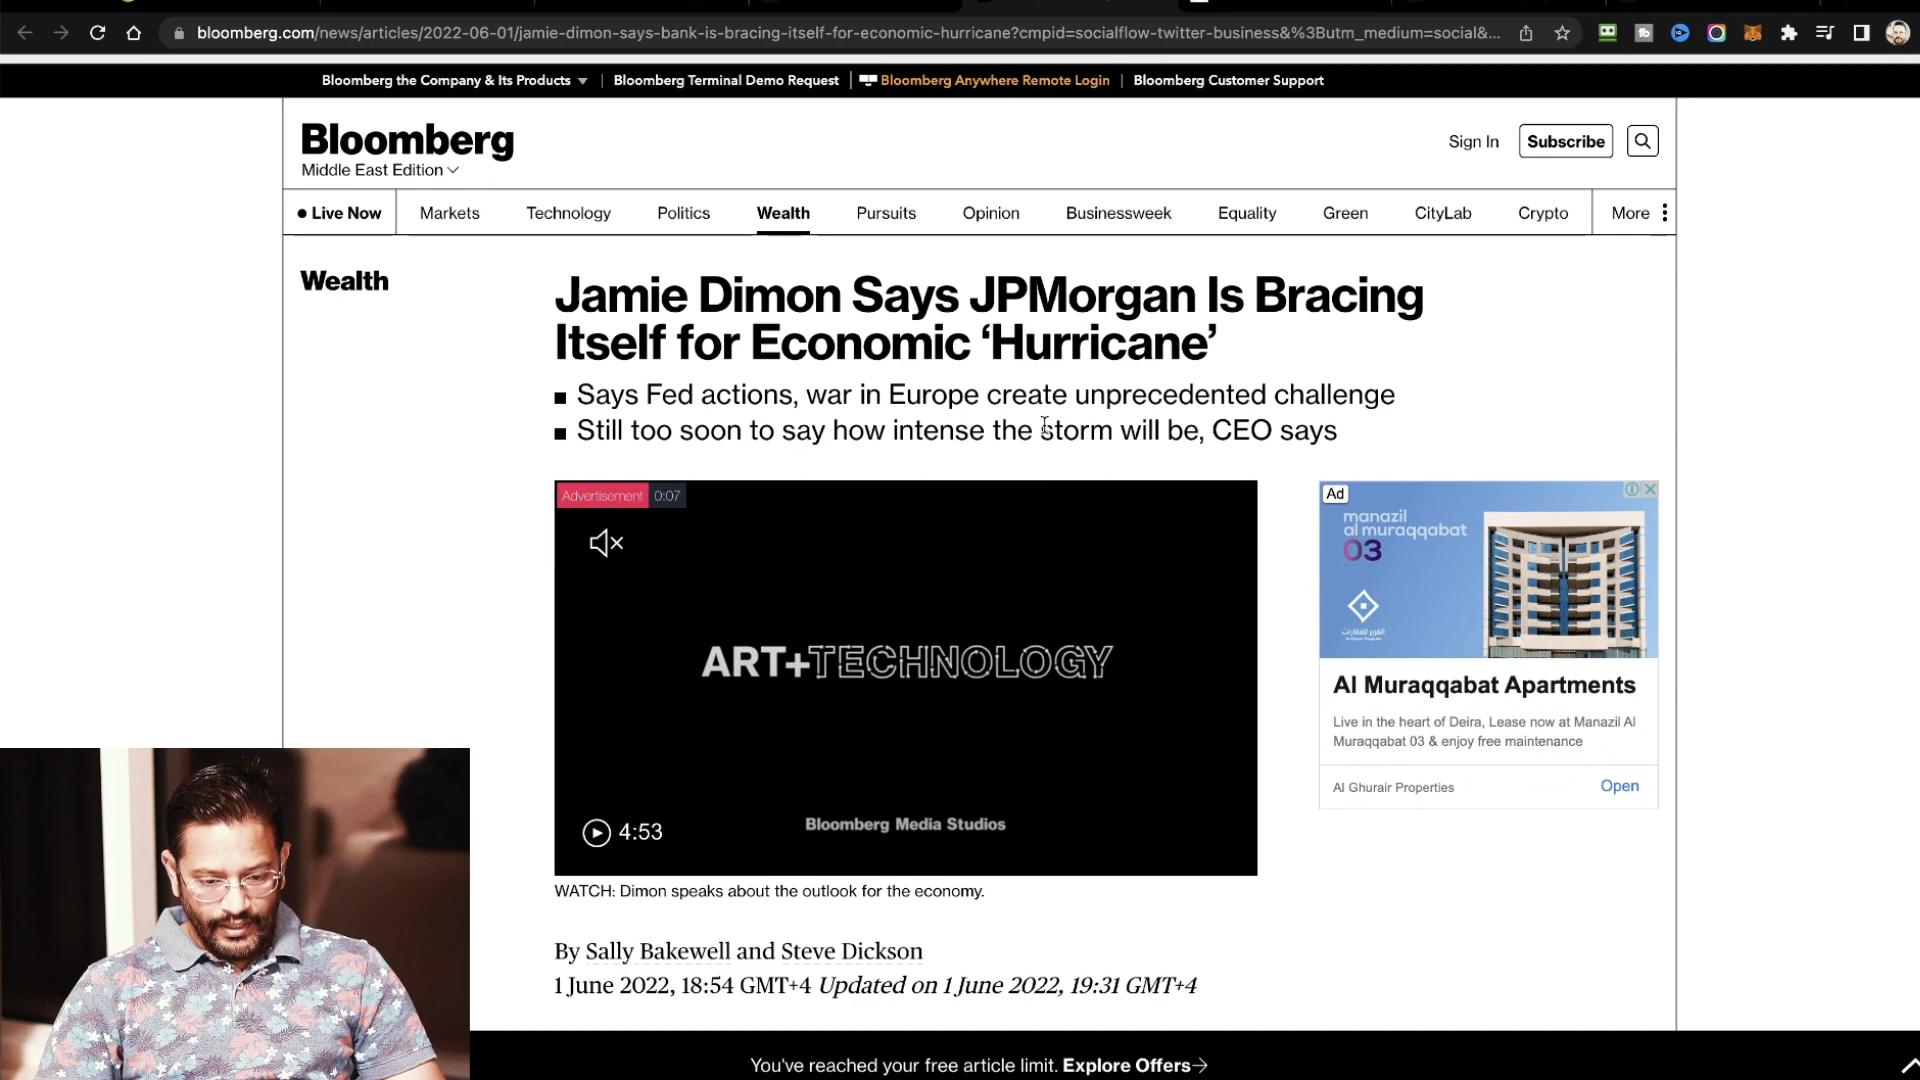 bloomberg.com/news/articles/2022-06-01/jamie-dimon-says-bank-is-bracing-itself-for-economic-hurricane?cmpid=socialflow-twitter-business&%3Butm_medium=social&...
Bloomberg the Company & Its Products
Bloomberg Terminal Demo Request
Bloomberg Anywhere Remote Login
Bloomberg Customer Support
Bloomberg
Middle East Edition
Sign In
Subscribe
Live Now
Markets
Technology
Politics
Wealth
Pursuits
Opinion
Businessweek
Equality
Green
CityLab
Crypto
More
Wealth
Jamie Dimon Says JPMorgan Is Bracing
Itself for Economic ‘Hurricane’
Says Fed actions, war in Europe create unprecedented challenge
Still too soon to say how intense the storm will be, CEO says
Advertisement 0:07
ART+TECHNOLOGY
4:53
Bloomberg Media Studios
WATCH: Dimon speaks about the outlook for the economy.
Ad
manazil
al muraqqabat
03
الغرير للعقارات
Al Ghurair Properties
Al Muraqqabat Apartments
Live in the heart of Deira, Lease now at Manazil Al
Muraqqabat 03 & enjoy free maintenance
Al Ghurair Properties
Open
By Sally Bakewell and Steve Dickson
1 June 2022, 18:54 GMT+4 Updated on 1 June 2022, 19:31 GMT+4
You've reached your free article limit. Explore Offers→